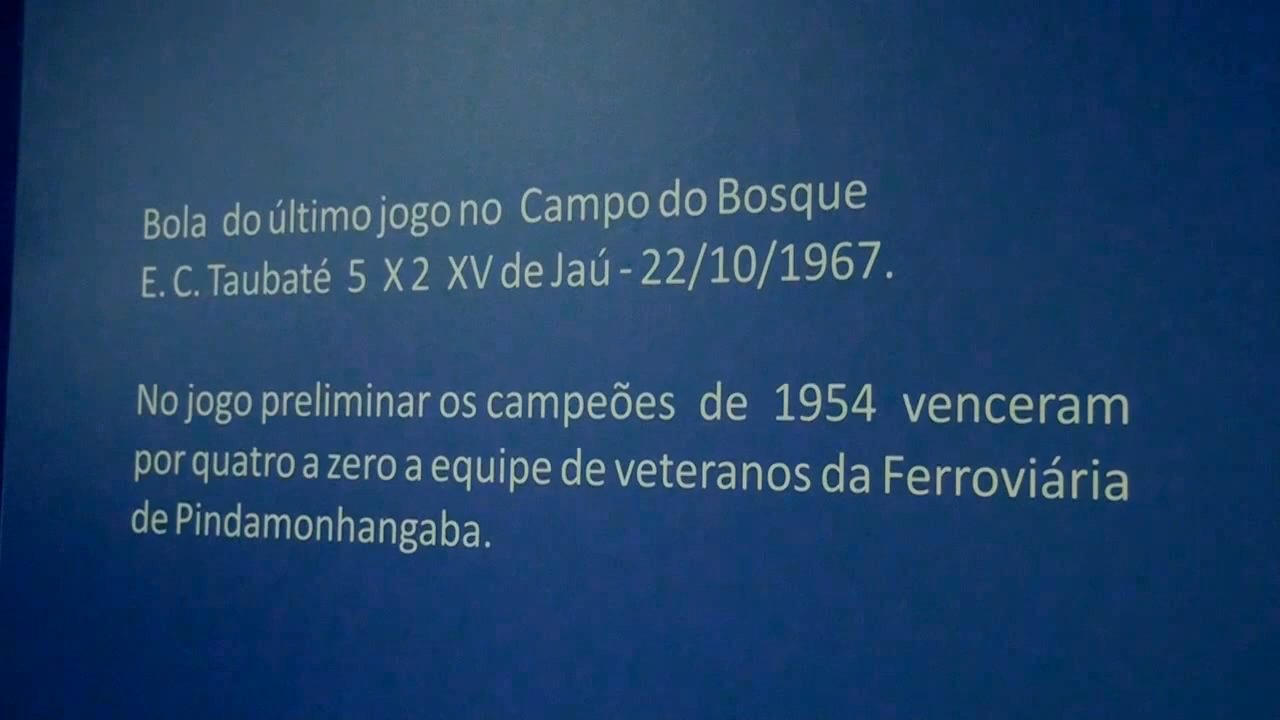 Bola do último jogo no Campo do Bosque
E. C. Taubaté 5 X 2 XV de Jaú - 22/10/1967.
No jogo preliminar os campeões de 1954 venceram
por quatro a zero a equipe de veteranos da Ferroviária
de Pindamonhangaba.